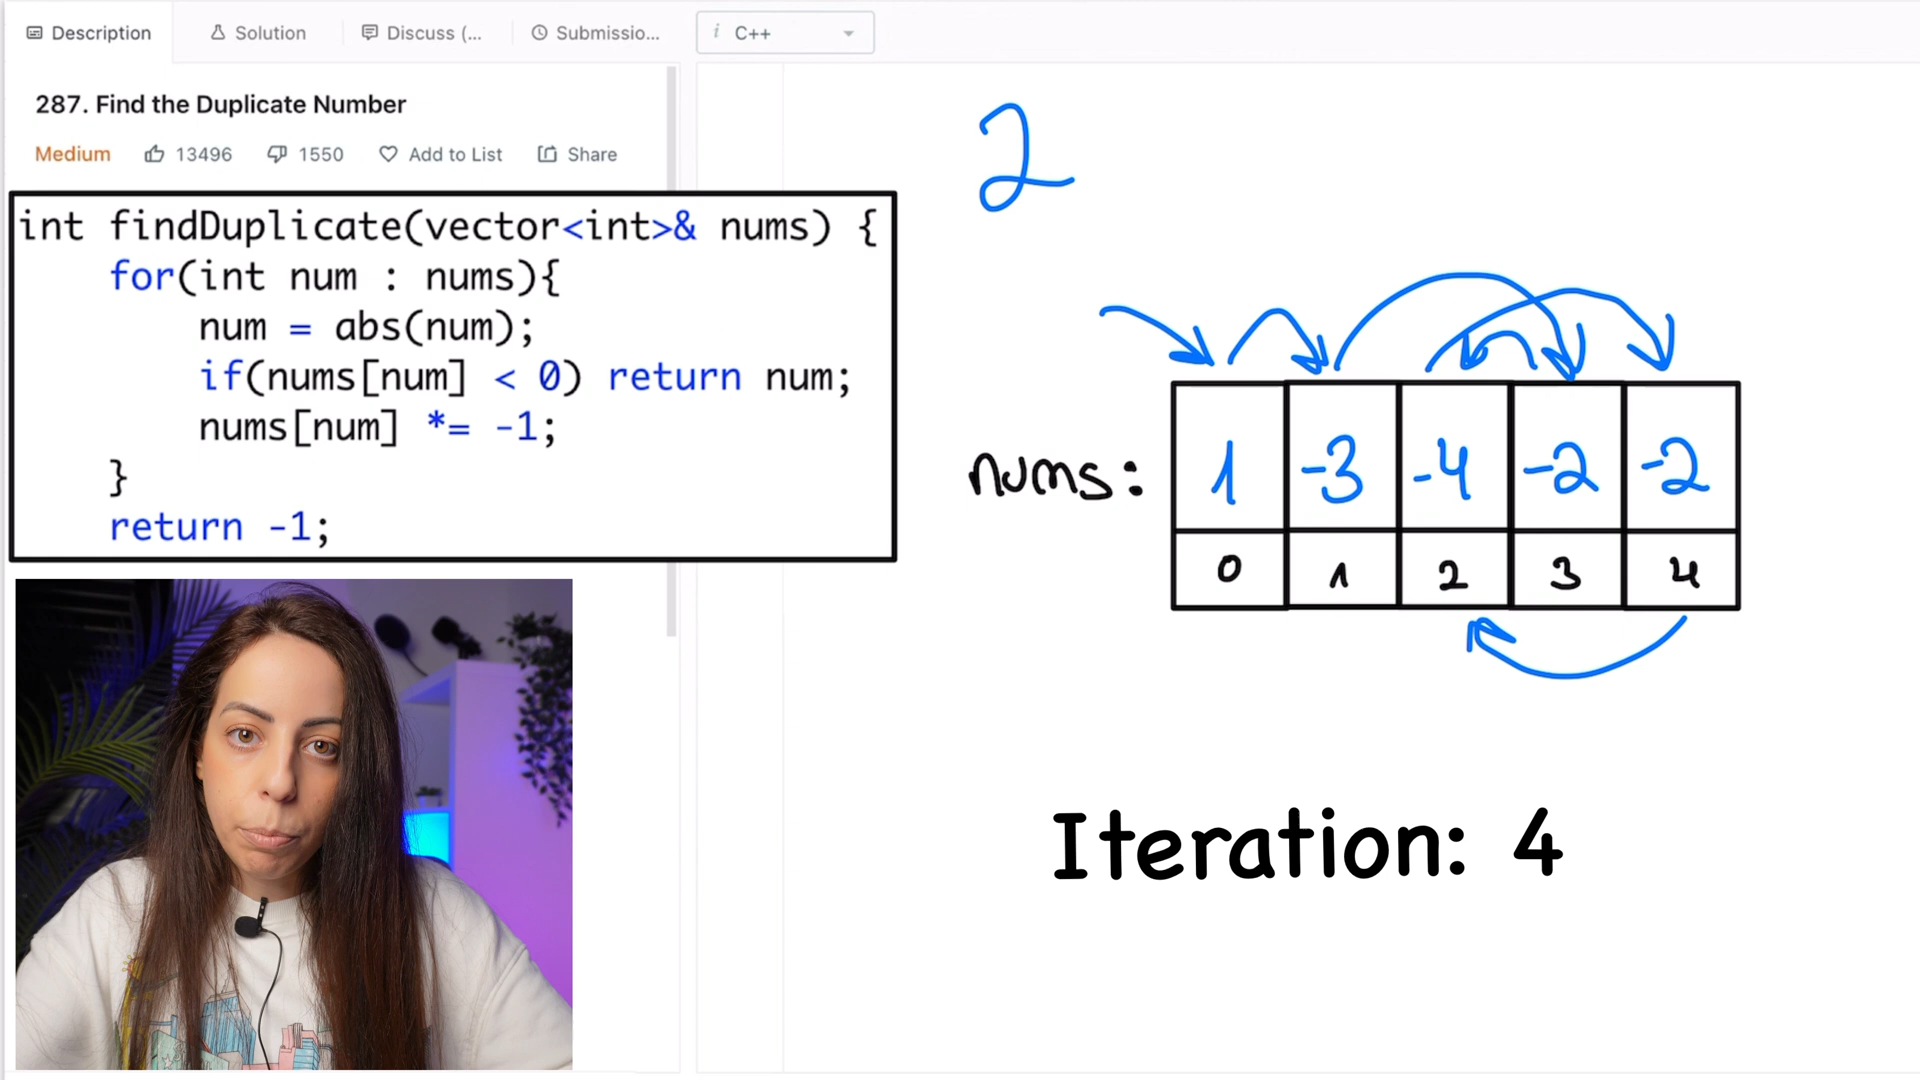 Description
Solution
Discuss (...
Submissio...
i C++
287. Find the Duplicate Number
Medium 13496 1550 Add to List Share
int findDuplicate(vector<int>& nums) {
for(int num : nums){
num = abs(num);
if(nums[num] < 0) return num;
nums[num] *= -1;
}
return -1;
2
nums: 1 -3 -4 -2 -2
0 1 2 3 4
Iteration: 4